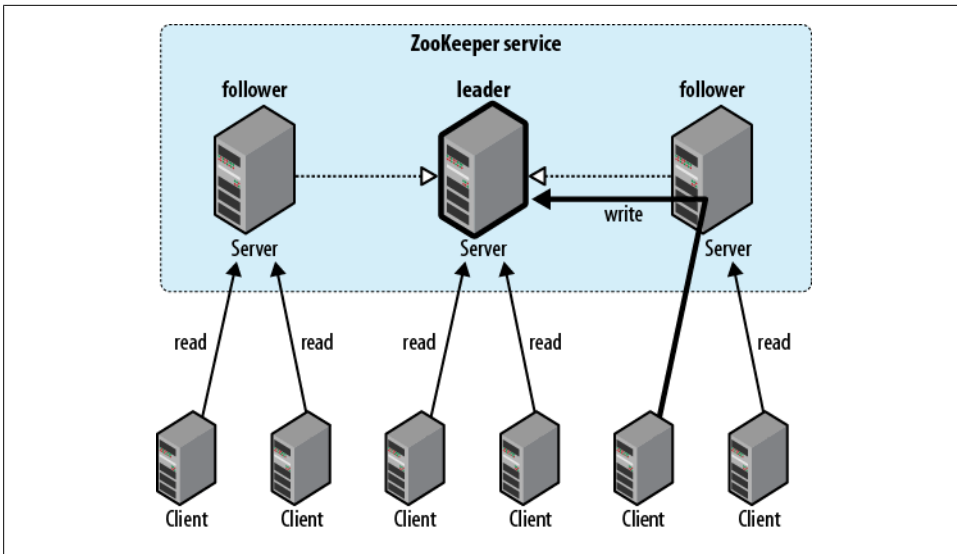 ZooKeeper service
follower leader follower
write
Server Server Server
read read read read read
Client Client Client Client Client Client